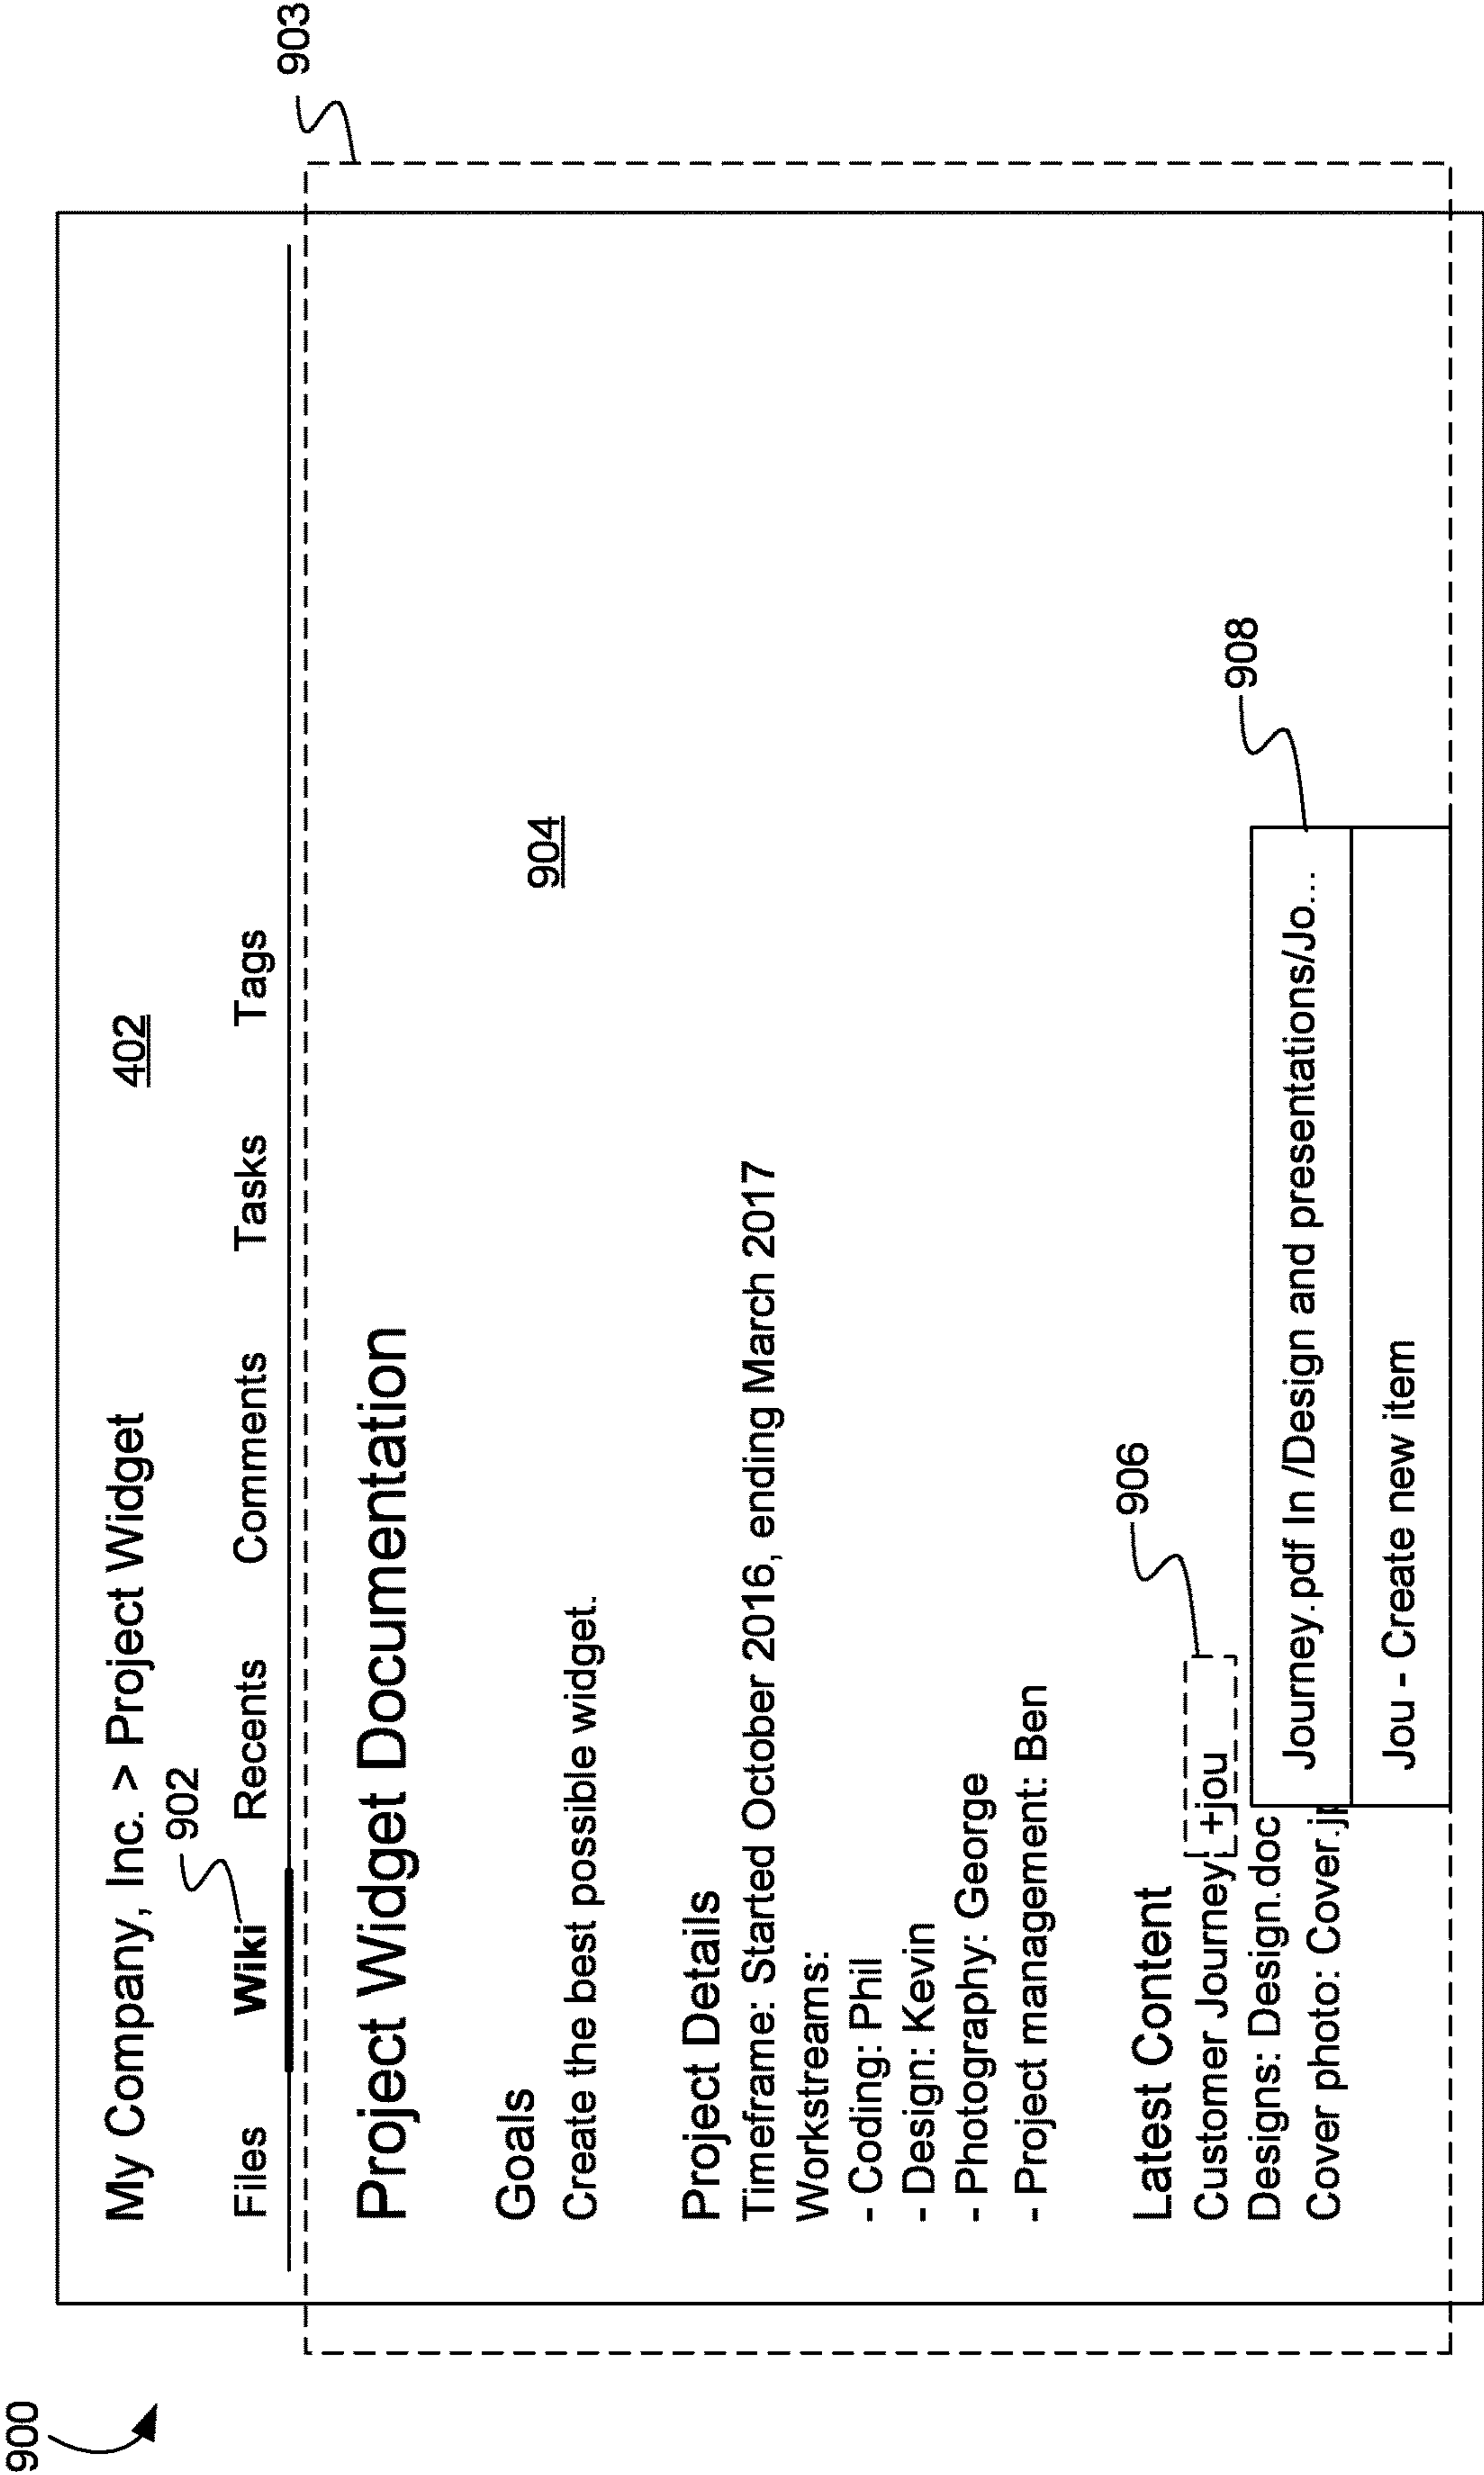 900
My Company, Inc. > Project Widget
402
902
Files Wiki Recents Comments Tasks Tags
903
Project Widget Documentation
Goals
904
Create the best possible widget.
Project Details
Timeframe: Started October 2016, ending March 2017
Workstreams:
- Coding: Phil
- Design: Kevin
- Photography: George
- Project management: Ben
906
Latest Content
Customer Journey +jou
908
Designs: Design.doc
Journey.pdf In /Design and presentations/Jo...
Cover photo: Cover.jp
Jou - Create new item